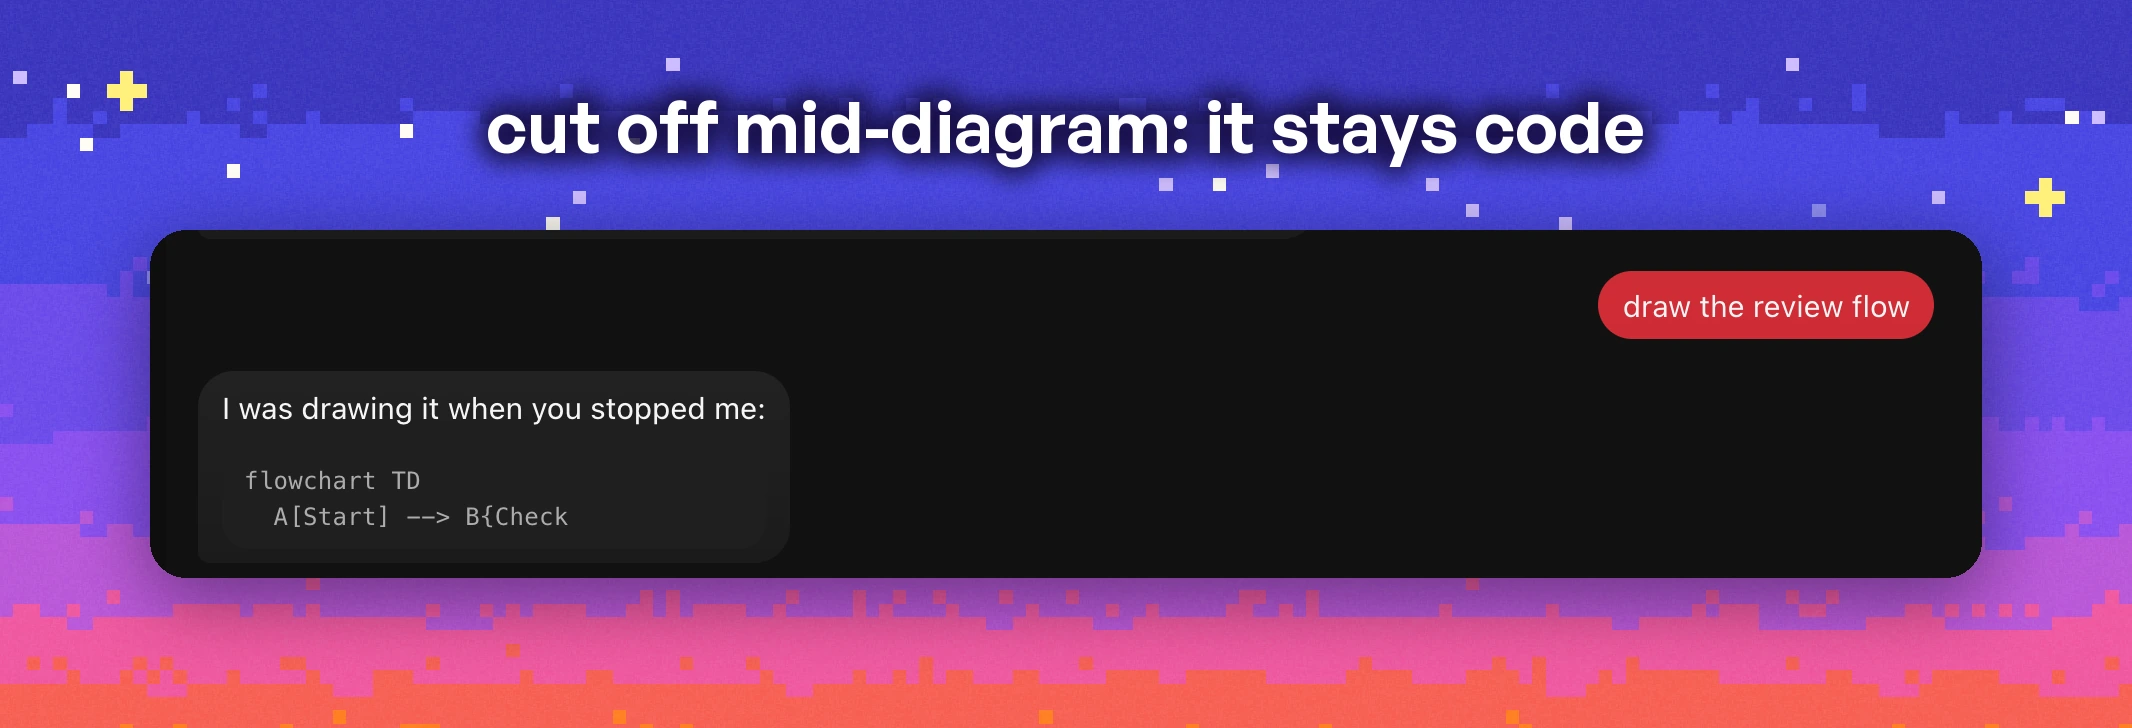 cut off mid-diagram: it stays code
draw the review flow
I was drawing it when you stopped me:
flowchart TD
  A[Start] --> B{Check